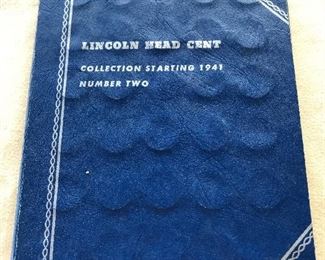 LINCOLN HEAD CENT
COLLECTION STARTING 1941
NUMBER TWO